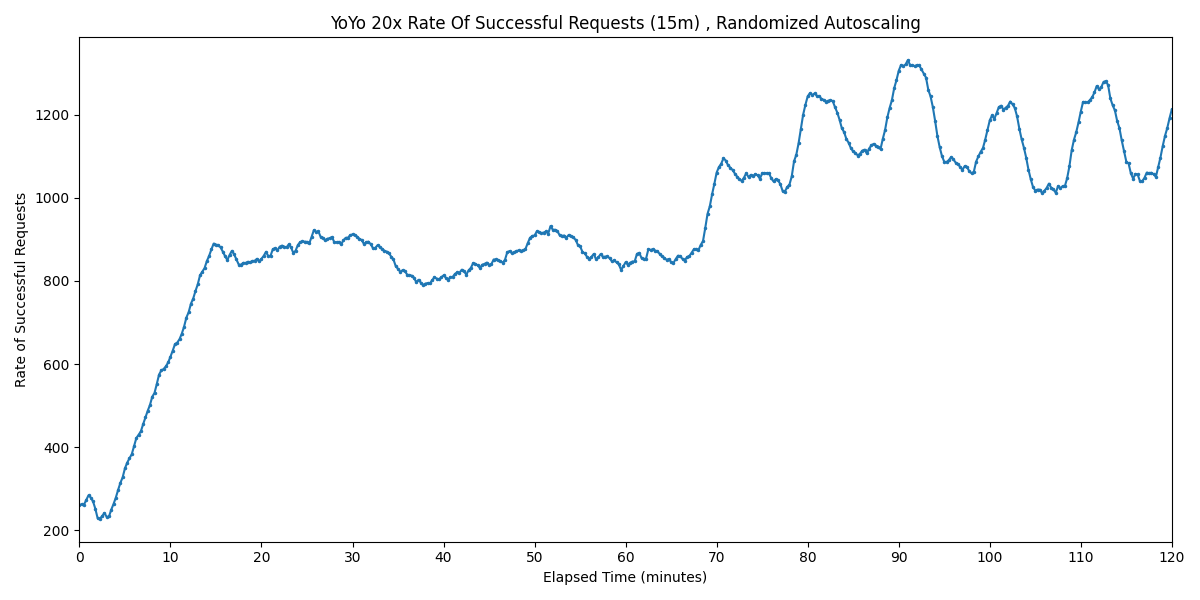 YoYo 20x Rate Of Successful Requests (15m) , Randomized Autoscaling
Rate of Successful Requests
1200
1000
800
600
400
200
0 10 20 30 40 50 60 70 80 90 100 110 120
Elapsed Time (minutes)